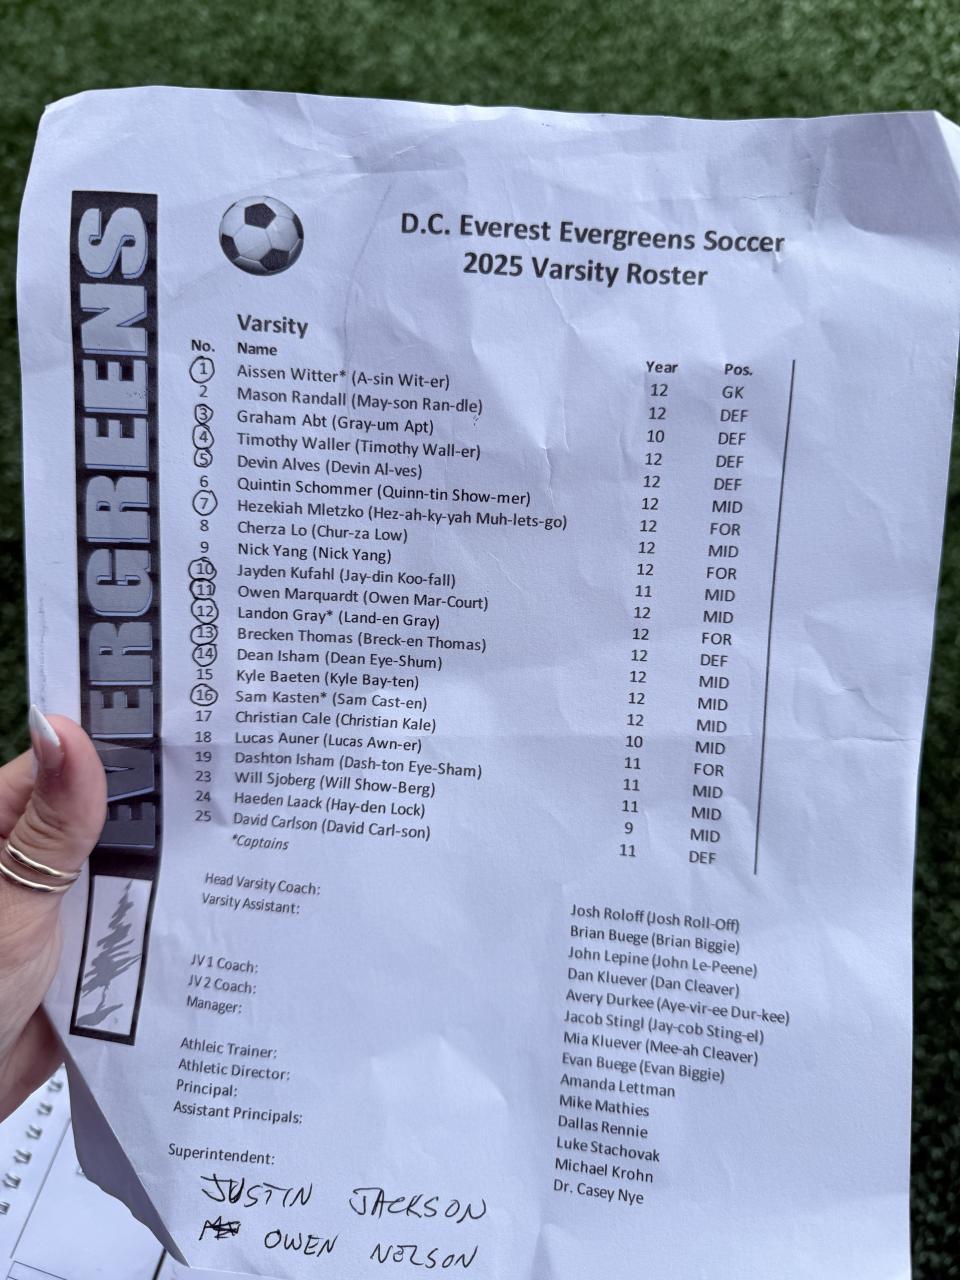 EVERGREENS
D.C. Everest Evergreens Soccer
2025 Varsity Roster
Varsity
No. Name Year Pos.
1 Aissen Witter* (A-sin Wit-er) 12 GK
2 Mason Randall (May-son Ran-dle) 12 DEF
3 Graham Abt (Gray-um Apt) 10 DEF
4 Timothy Waller (Timothy Wall-er) 12 DEF
5 Devin Alves (Devin Al-ves) 12 DEF
6 Quintin Schommer (Quinn-tin Show-mer) 12 MID
7 Hezekiah Mletzko (Hez-ah-ky-yah Muh-lets-go) 12 FOR
8 Cherza Lo (Chur-za Low) 12 MID
9 Nick Yang (Nick Yang) 12 FOR
10 Jayden Kufahl (Jay-din Koo-fall) 11 MID
11 Owen Marquardt (Owen Mar-Court) 12 MID
12 Landon Gray* (Land-en Gray) 12 FOR
13 Brecken Thomas (Breck-en Thomas) 12 DEF
14 Dean Isham (Dean Eye-Shum) 12 MID
15 Kyle Baeten (Kyle Bay-ten) 12 MID
16 Sam Kasten* (Sam Cast-en) 12 MID
17 Christian Cale (Christian Kale) 10 MID
18 Lucas Auner (Lucas Awn-er) 11 FOR
19 Dashton Isham (Dash-ton Eye-Sham) 11 MID
23 Will Sjoberg (Will Show-Berg) 11 MID
24 Haeden Laack (Hay-den Lock) 9 MID
25 David Carlson (David Carl-son) 11 DEF
*Captains
Head Varsity Coach: Josh Roloff (Josh Roll-Off)
Varsity Assistant: Brian Buege (Brian Biggie)
John Lepine (John Le-Peene)
Dan Kluever (Dan Cleaver)
JV 1 Coach: Avery Durkee (Aye-vir-ee Dur-kee)
JV 2 Coach: Jacob Stingl (Jay-cob Sting-el)
Manager: Mia Kluever (Mee-ah Cleaver)
Evan Buege (Evan Biggie)
Athleic Trainer: Amanda Lettman
Athletic Director: Mike Mathies
Principal: Dallas Rennie
Assistant Principals: Luke Stachovak
Michael Krohn
Superintendent: Dr. Casey Nye
JUSTIN JACKSON
OWEN NELSON